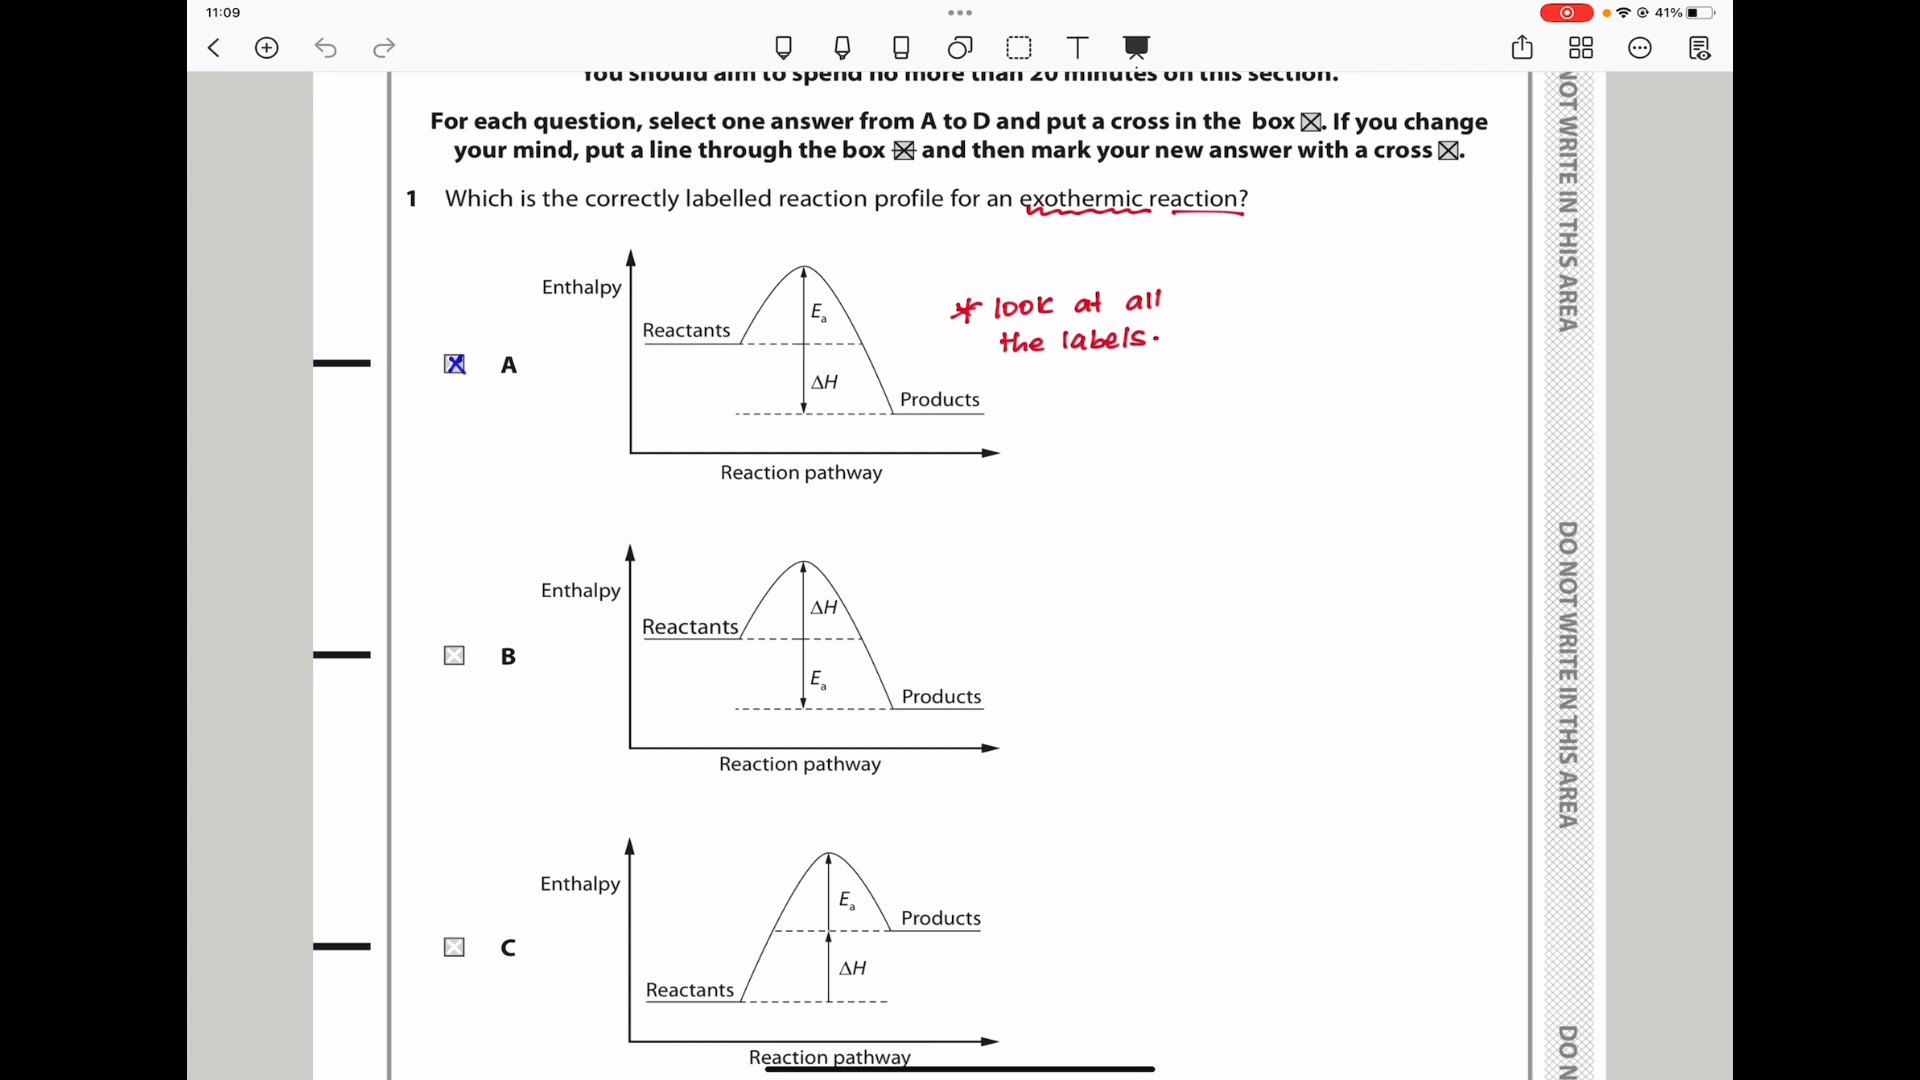 11:09
41%
You should aim to spend no more than 20 minutes on this section.
For each question, select one answer from A to D and put a cross in the box ☒. If you change
your mind, put a line through the box ☒ and then mark your new answer with a cross ☒.
1 Which is the correctly labelled reaction profile for an exothermic reaction?
Enthalpy
Reactants
Ea
ΔH
Products
A
Reaction pathway
* look at all
the labels.
Enthalpy
Reactants
ΔH
Ea
Products
B
Reaction pathway
Enthalpy
Ea
Products
ΔH
Reactants
C
Reaction pathway
NOT WRITE IN THIS AREA
DO NOT WRITE IN THIS AREA
DO N